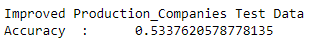 Improved Production_Companies Test Data
Accuracy  :      0.5337620578778135